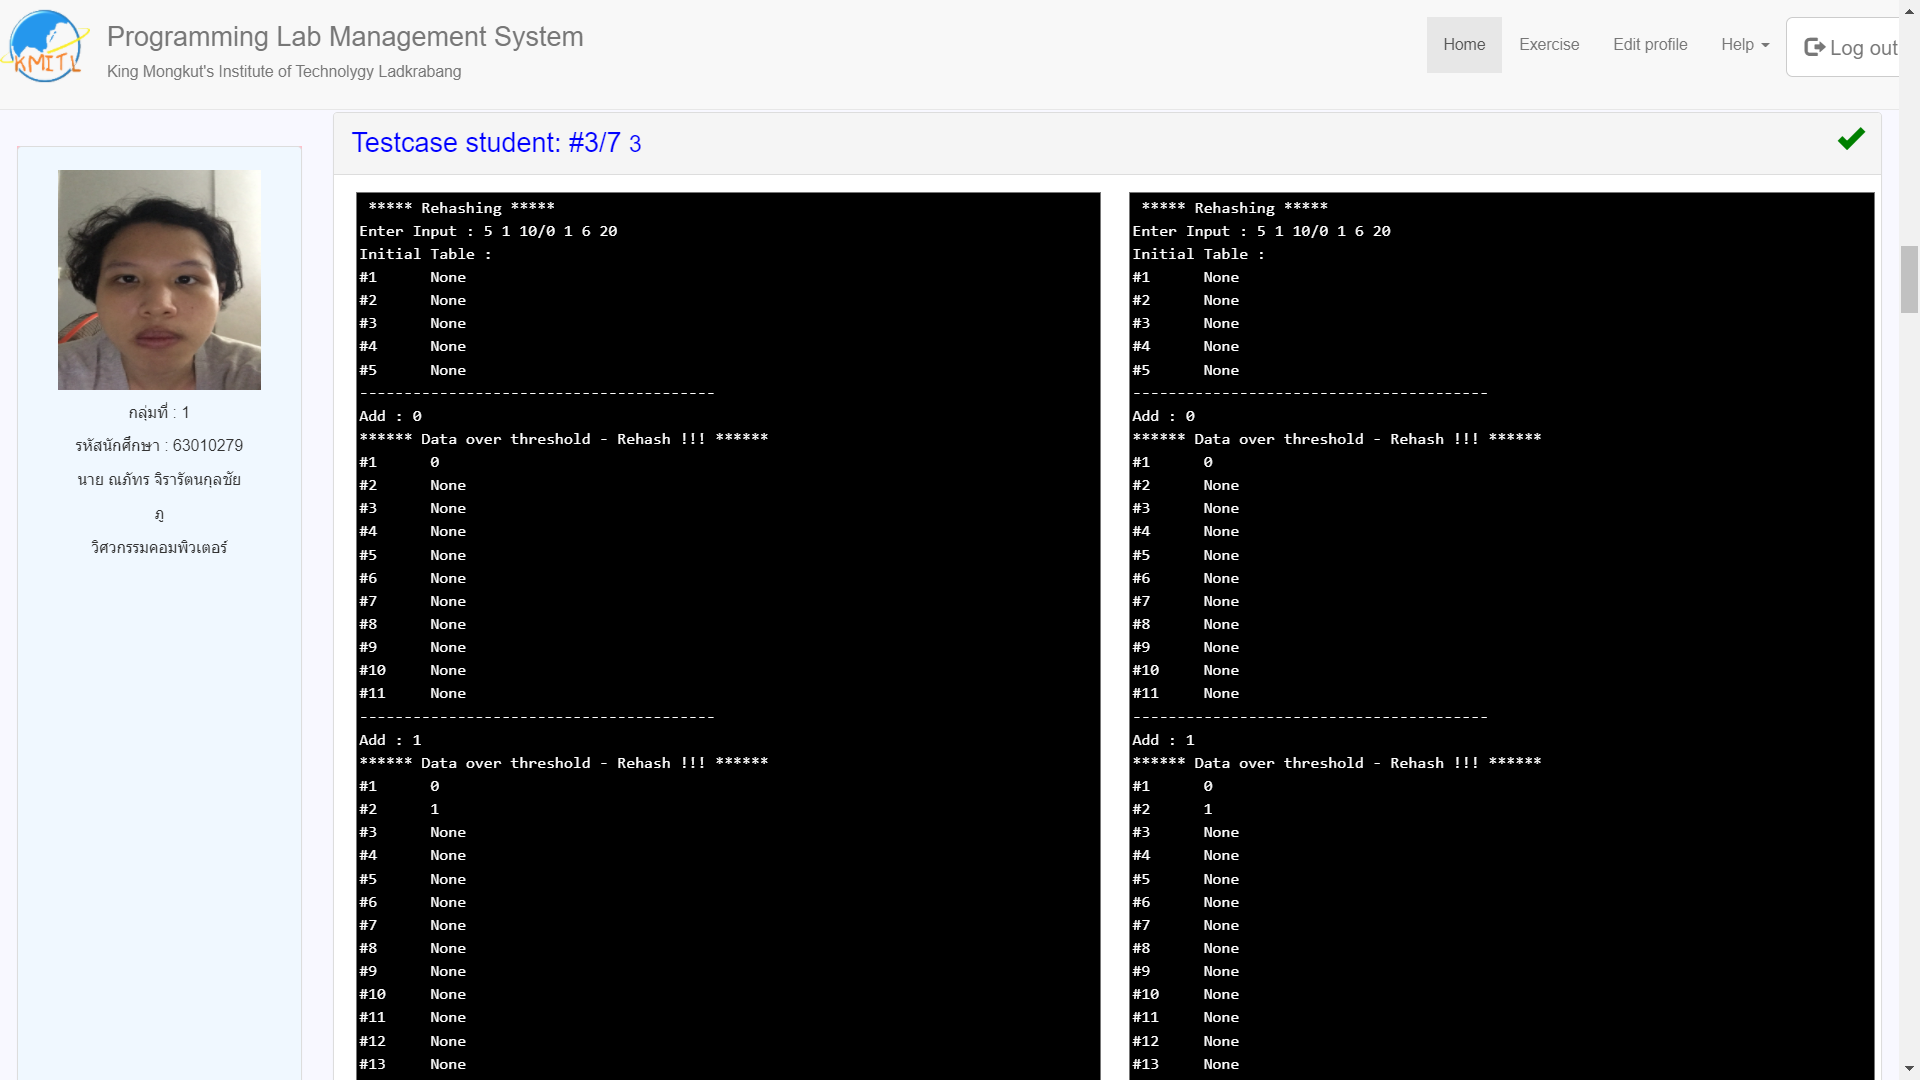 KMITL
Programming Lab Management System
King Mongkut's Institute of Technolygy Ladkrabang
Home
Exercise
Edit profile
Help
Log out
กลุ่มที่ : 1
รหัสนักศึกษา : 63010279
นาย ณภัทร จิรารัตนกุลชัย
ภู
วิศวกรรมคอมพิวเตอร์
Testcase student: #3/7 3
***** Rehashing *****
Enter Input : 5 1 10/0 1 6 20
Initial Table :
#1 None
#2 None
#3 None
#4 None
#5 None
----------------------------------------
Add : 0
****** Data over threshold - Rehash !!! ******
#1 0
#2 None
#3 None
#4 None
#5 None
#6 None
#7 None
#8 None
#9 None
#10 None
#11 None
----------------------------------------
Add : 1
****** Data over threshold - Rehash !!! ******
#1 0
#2 1
#3 None
#4 None
#5 None
#6 None
#7 None
#8 None
#9 None
#10 None
#11 None
#12 None
#13 None
***** Rehashing *****
Enter Input : 5 1 10/0 1 6 20
Initial Table :
#1 None
#2 None
#3 None
#4 None
#5 None
----------------------------------------
Add : 0
****** Data over threshold - Rehash !!! ******
#1 0
#2 None
#3 None
#4 None
#5 None
#6 None
#7 None
#8 None
#9 None
#10 None
#11 None
----------------------------------------
Add : 1
****** Data over threshold - Rehash !!! ******
#1 0
#2 1
#3 None
#4 None
#5 None
#6 None
#7 None
#8 None
#9 None
#10 None
#11 None
#12 None
#13 None